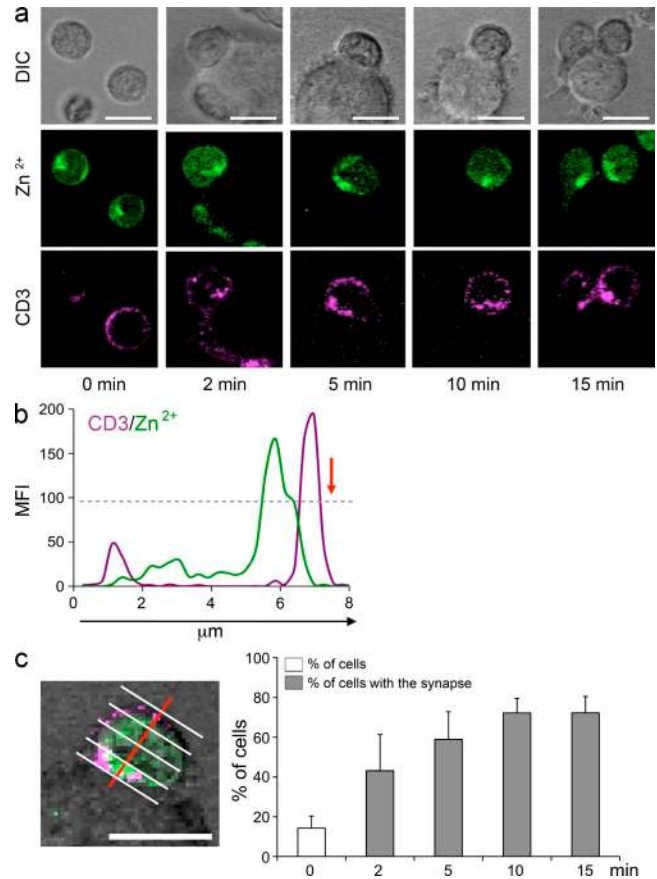 a
DIC
Zn2+
CD3
0 min 2 min 5 min 10 min 15 min
b
200
CD3/Zn2+
150
MFI
100
50
0
0 2 4 6 8
μm
c
100
% of cells
% of cells with the synapse
80
60
% of cells
40
20
0
0 2 5 10 15 min